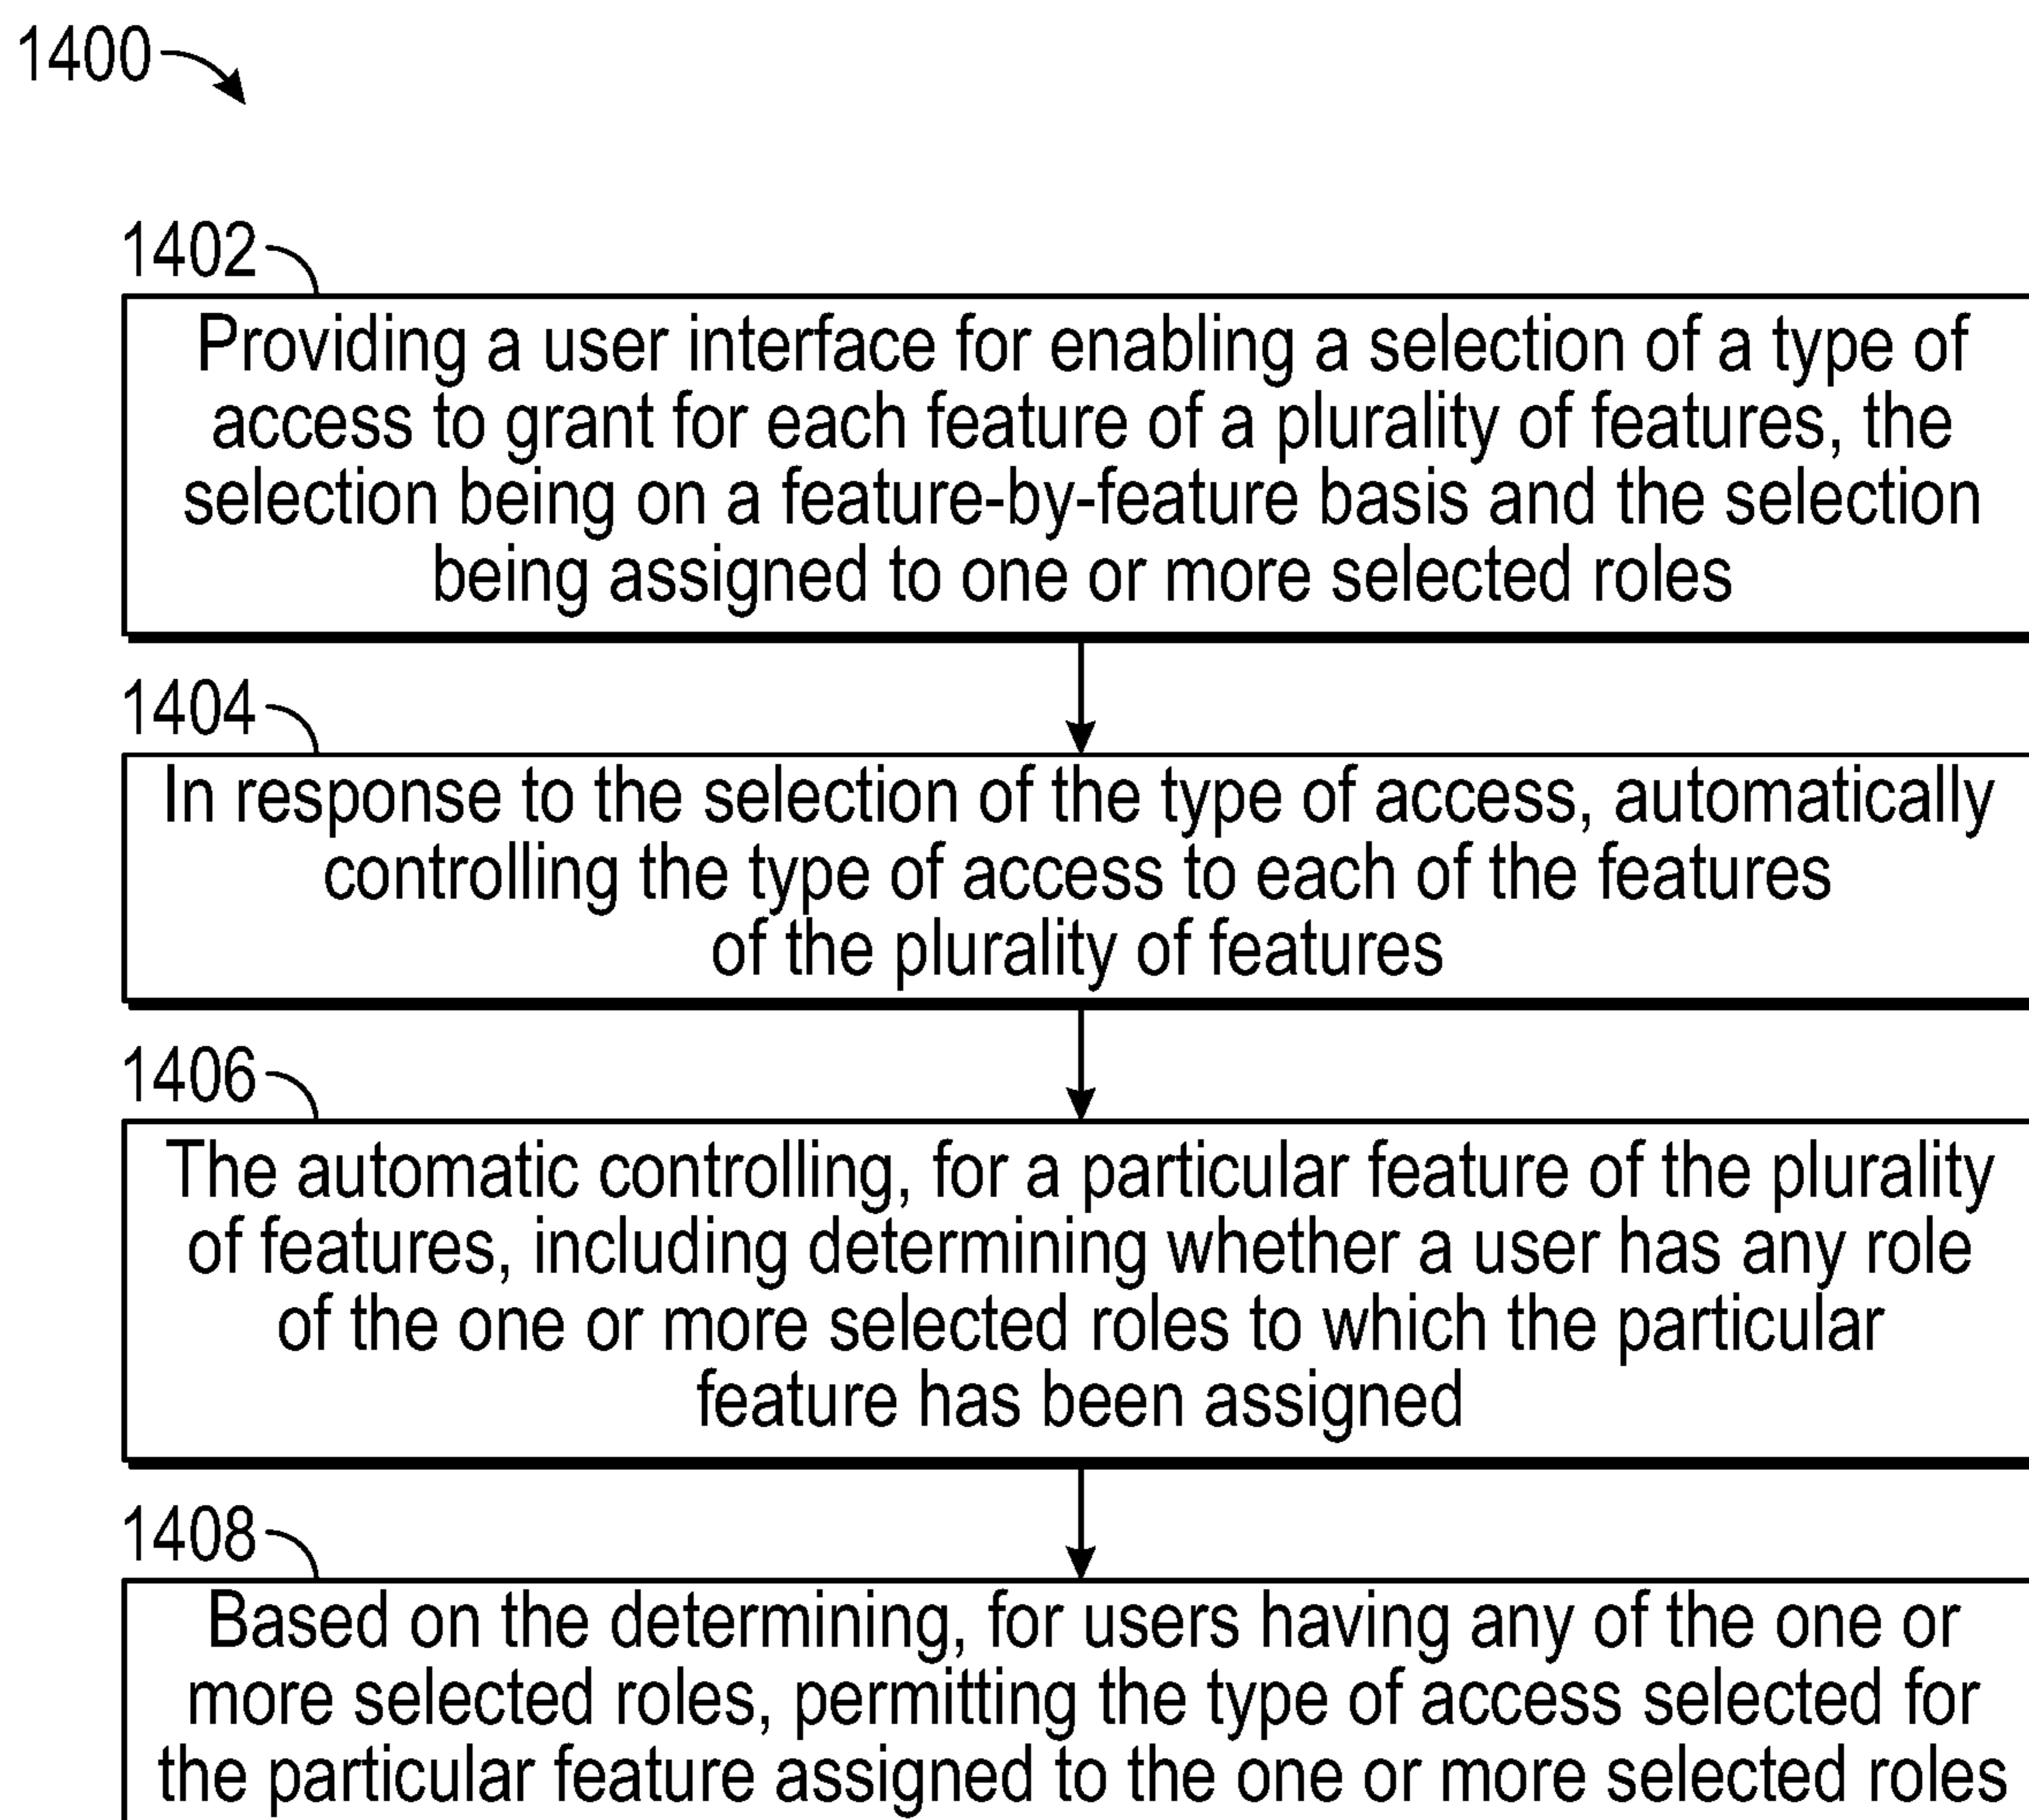 1400
1402
Providing a user interface for enabling a selection of a type of
access to grant for each feature of a plurality of features, the
selection being on a feature-by-feature basis and the selection
being assigned to one or more selected roles
1404
In response to the selection of the type of access, automatically
controlling the type of access to each of the features
of the plurality of features
1406
The automatic controlling, for a particular feature of the plurality
of features, including determining whether a user has any role
of the one or more selected roles to which the particular
feature has been assigned
1408
Based on the determining, for users having any of the one or
more selected roles, permitting the type of access selected for
the particular feature assigned to the one or more selected roles